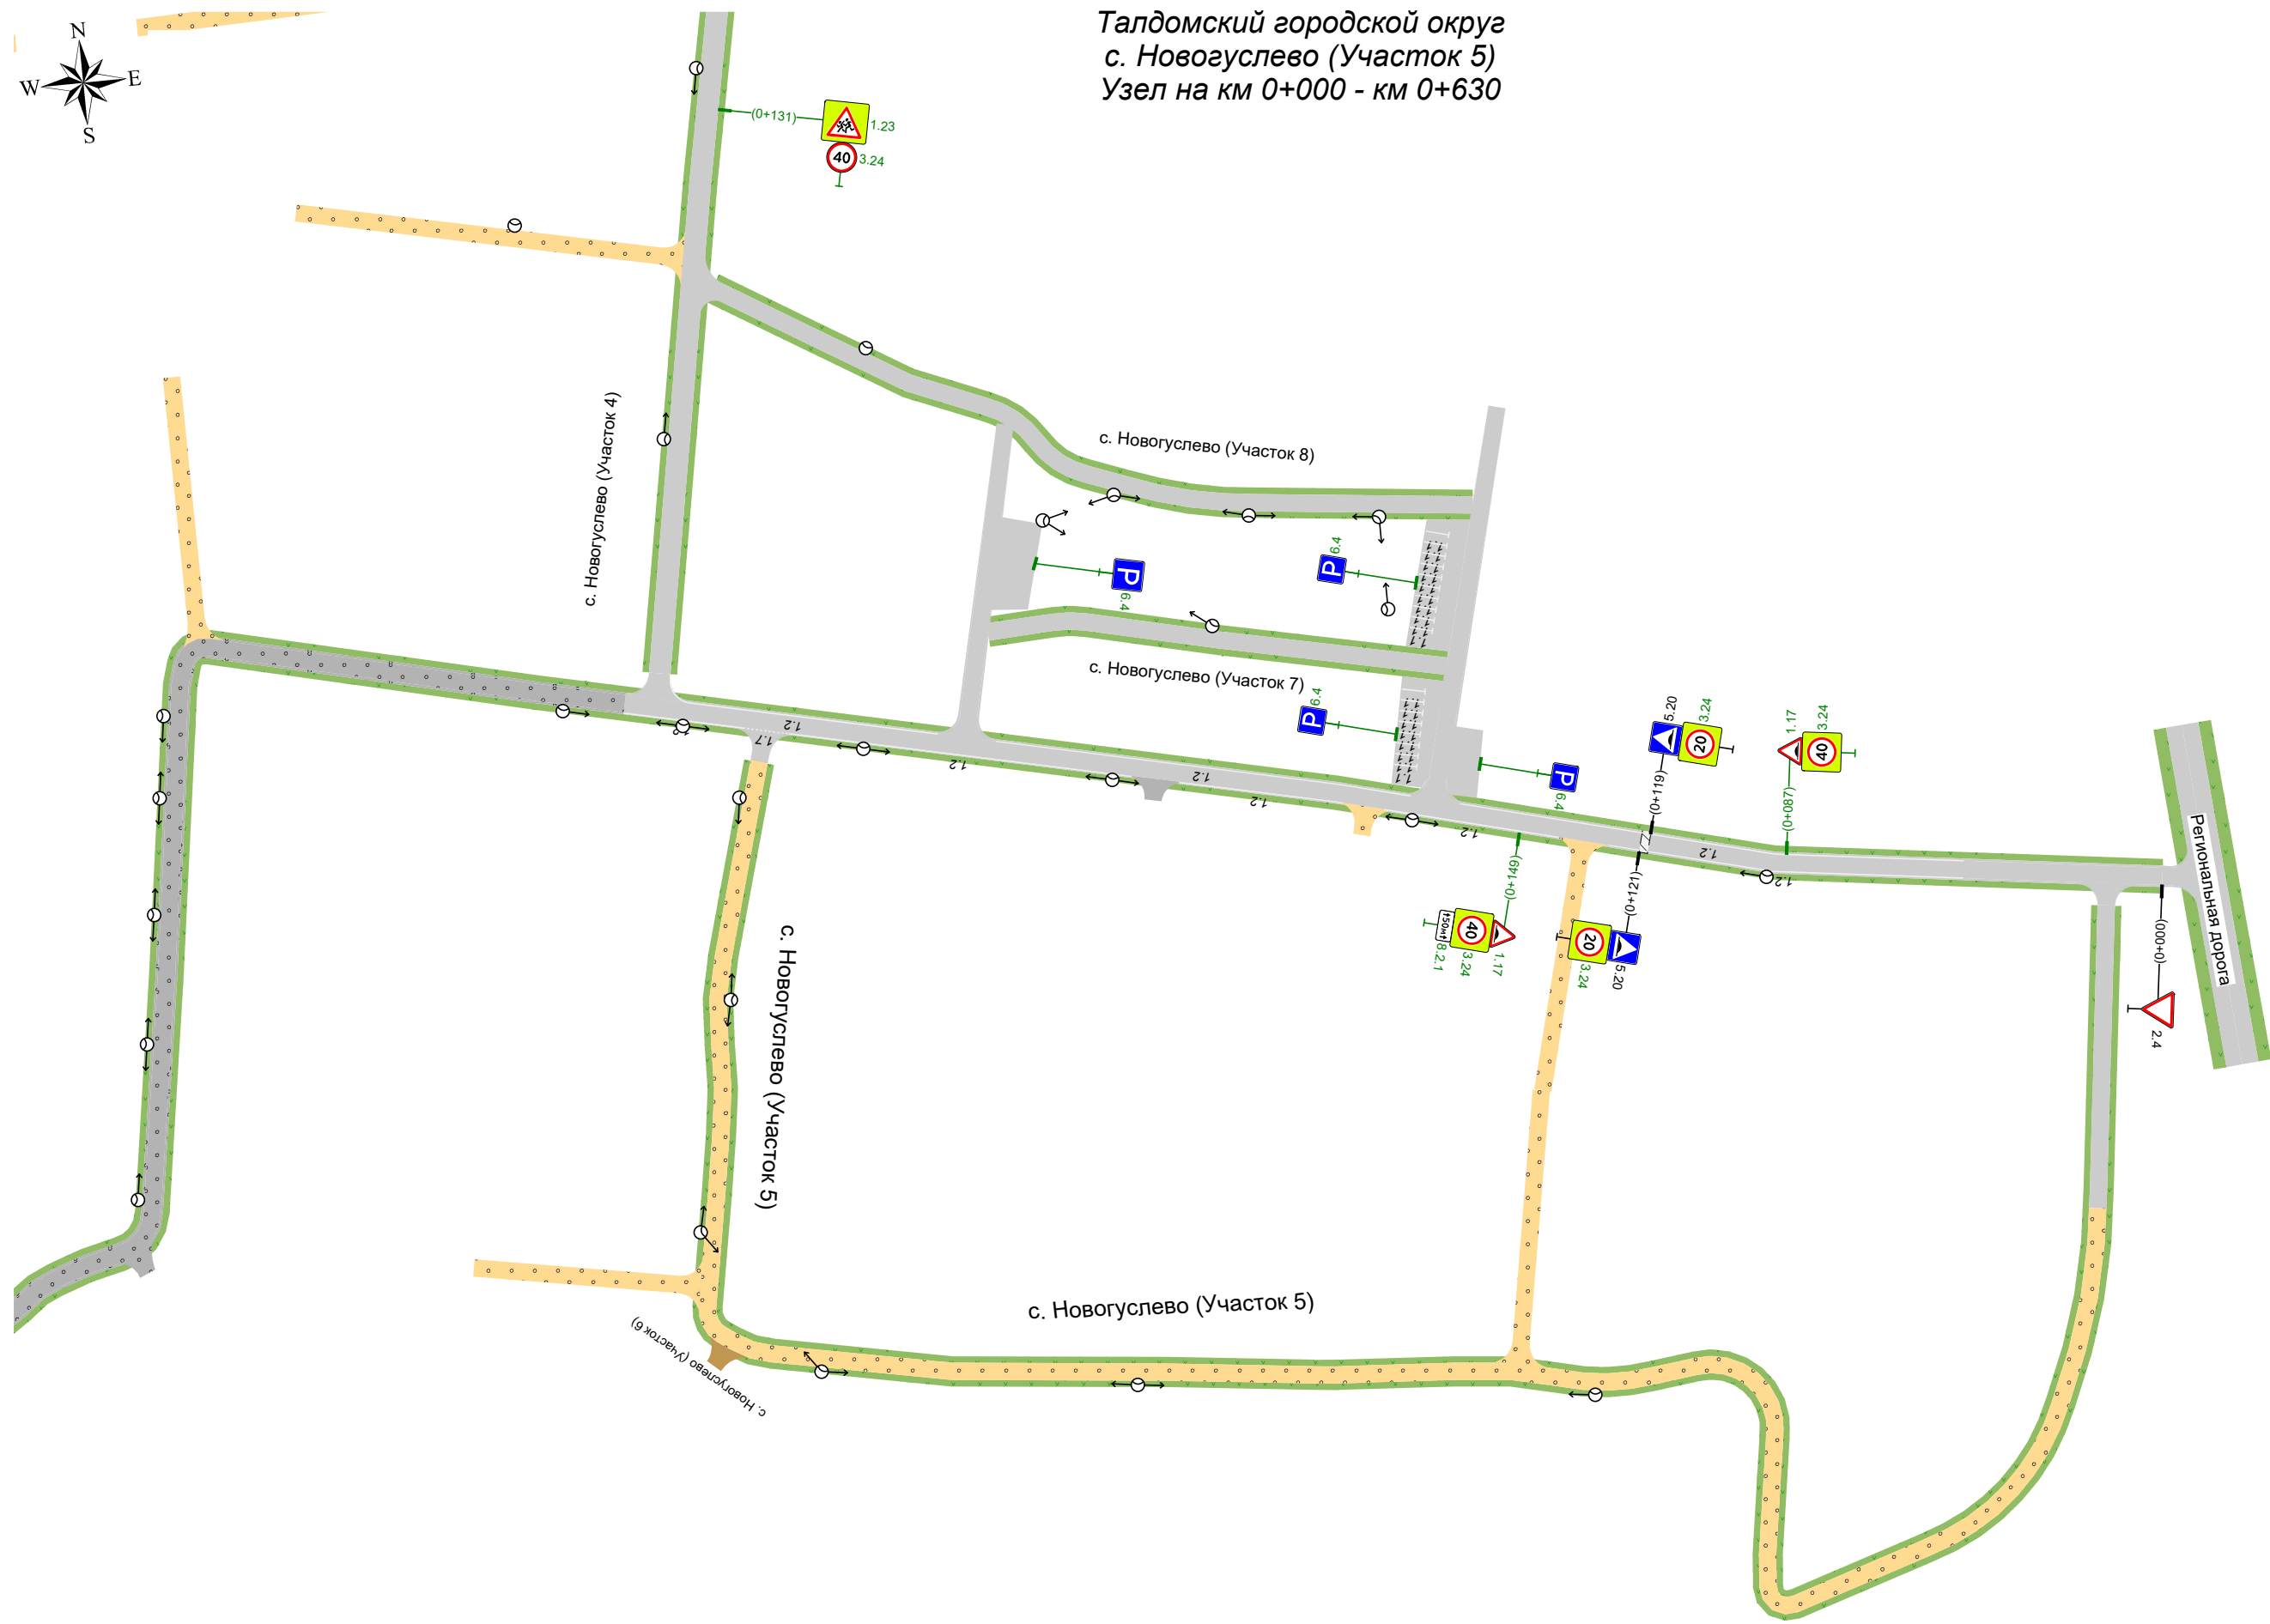 Талдомский городской округ
с. Новогуслево (Участок 5)
Узел на км 0+000 - км 0+630
N
W
E
S
(0+131)
1.23
40
3.24
с. Новогуслево (Участок 4)
с. Новогуслево (Участок 8)
P
6.4
P
6.4
с. Новогуслево (Участок 7)
P
6.4
P
6.4
5.20
3.24
20
(0+119)
1.17
3.24
40
(0+087)
1.2
1.7
1.2
1.2
1.2
1.2
1.2
1.2
Региональная дорога
(0+149)
50м
40
8.2.1
3.24
1.17
(0+121)
20
3.24
5.20
(0+000)
2.4
с. Новогуслево (Участок 5)
с. Новогуслево (Участок 5)
с. Новогуслево (Участок 6)